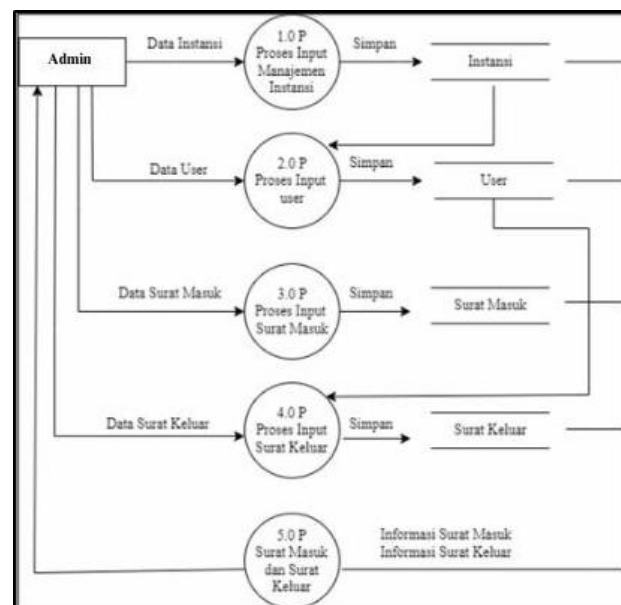 Admin
Data Instansi
1.0 P
Proses Input
Manajemen
Instansi
Simpan
Instansi
Data User
2.0 P
Proses Input
user
Simpan
User
Data Surat Masuk
3.0 P
Proses Input
Surat Masuk
Simpan
Surat Masuk
Data Surat Keluar
4.0 P
Proses Input
Surat Keluar
Simpan
Surat Keluar
5.0 P
Surat Masuk
dan Surat
Keluar
Informasi Surat Masuk
Informasi Surat Keluar